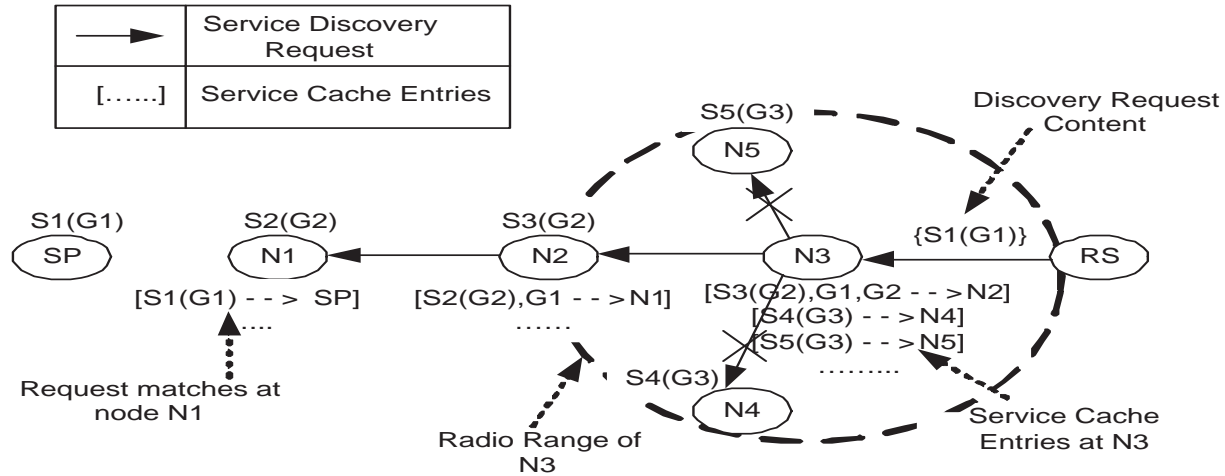 Service Discovery
Request
[…...]
Service Cache Entries
Discovery Request
Content
S5(G3)
N5
S1(G1)
SP
S2(G2)
N1
S3(G2)
N2
N3
{S1(G1)}
RS
[S1(G1) - - > SP]
....
[S2(G2),G1 - - >N1]
……
[S3(G2),G1,G2 - - >N2]
[S4(G3) - - >N4]
[S5(G3) - - >N5]
……...
Request matches at
node N1
S4(G3)
N4
Radio Range of
N3
Service Cache
Entries at N3